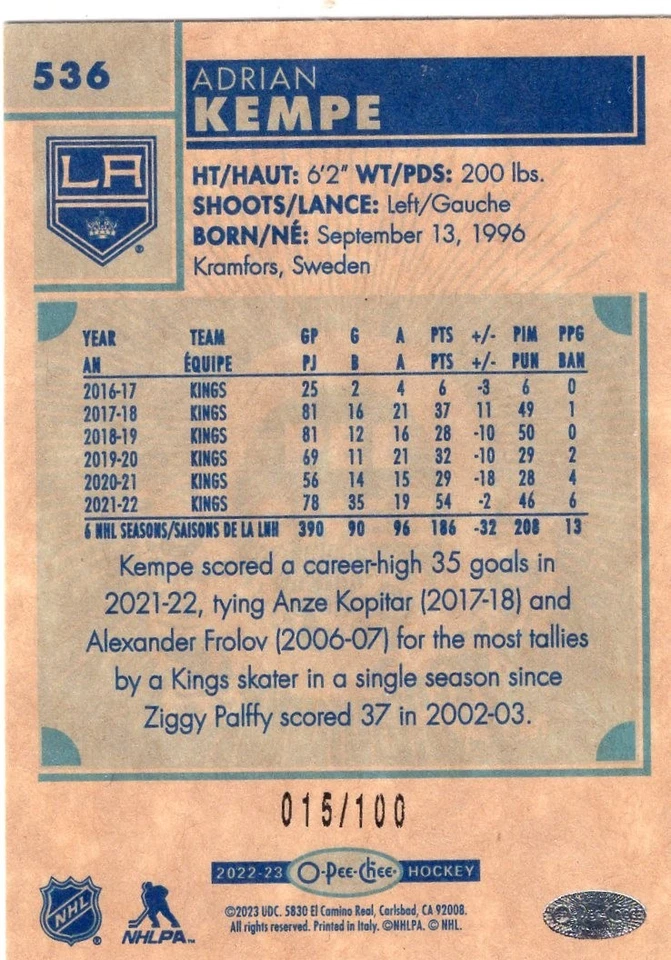 536
ADRIAN
KEMPE
LA
®
HT/HAUT: 6'2" WT/PDS: 200 lbs.
SHOOTS/LANCE: Left/Gauche
BORN/NÉ: September 13, 1996
Kramfors, Sweden
YEAR TEAM GP G A PTS +/- PIM PPG
AN ÉQUIPE PJ B A PTS +/- PUN BAN
2016-17 KINGS 25 2 4 6 -3 6 0
2017-18 KINGS 81 16 21 37 11 49 1
2018-19 KINGS 81 12 16 28 -10 50 0
2019-20 KINGS 69 11 21 32 -10 29 2
2020-21 KINGS 56 14 15 29 -18 28 4
2021-22 KINGS 78 35 19 54 -2 46 6
6 NHL SEASONS/SAISONS DE LA LNH 390 90 96 186 -32 208 13
Kempe scored a career-high 35 goals in
2021-22, tying Anze Kopitar (2017-18) and
Alexander Frolov (2006-07) for the most tallies
by a Kings skater in a single season since
Ziggy Palffy scored 37 in 2002-03.
015/100
2022-23 O-Pee-Chee HOCKEY
NHL
®
NHLPA™
©2023 UDC. 5830 El Camino Real, Carlsbad, CA 92008.
All rights reserved. Printed in Italy. ©NHLPA. © NHL.
O-Pee-Chee